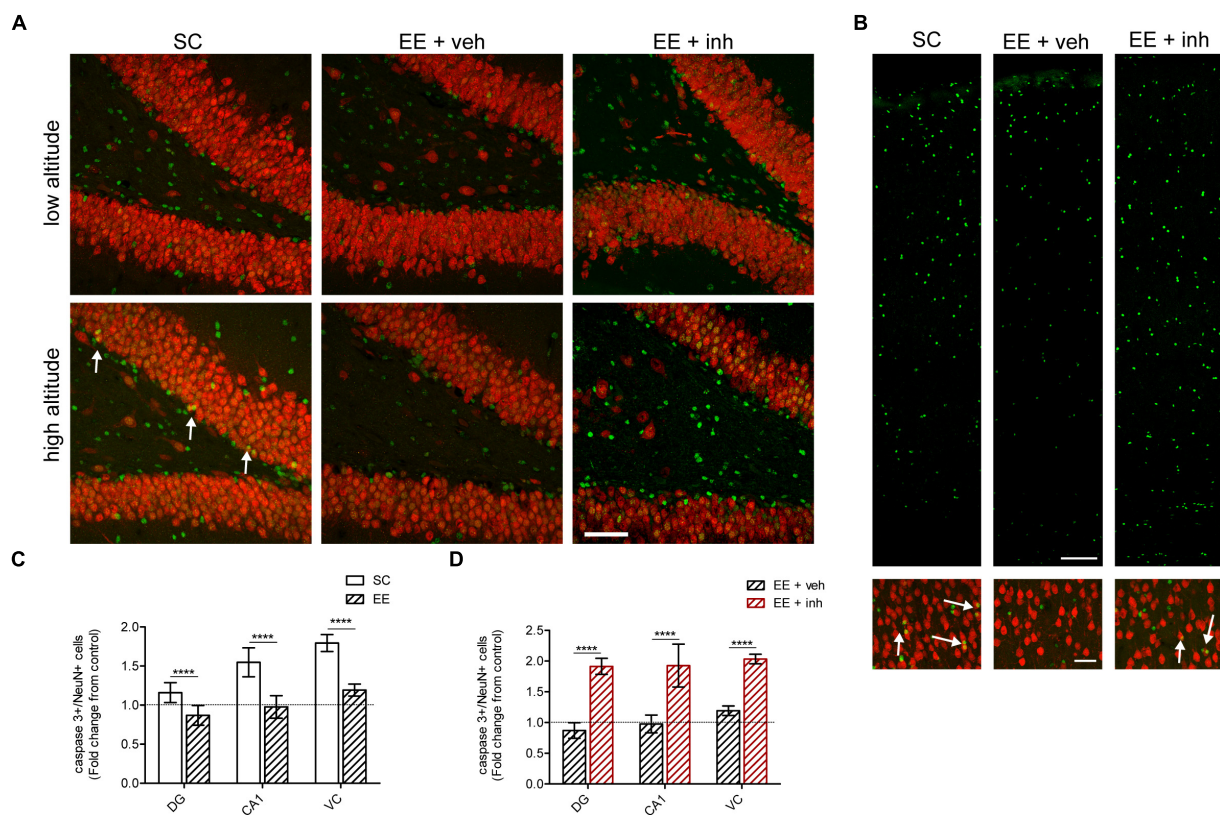 A
B
SC
EE + veh
EE + inh
SC
EE + veh
EE + inh
low altitude
high altitude
C
D
SC
EE
EE + veh
EE + inh
caspase 3+/NeuN+ cells
(Fold change from control)
2.0
1.5
1.0
0.5
0.0
****
****
****
DG
CA1
VC
caspase 3+/NeuN+ cells
(Fold change from control)
2.5
2.0
1.5
1.0
0.5
0.0
****
****
****
DG
CA1
VC